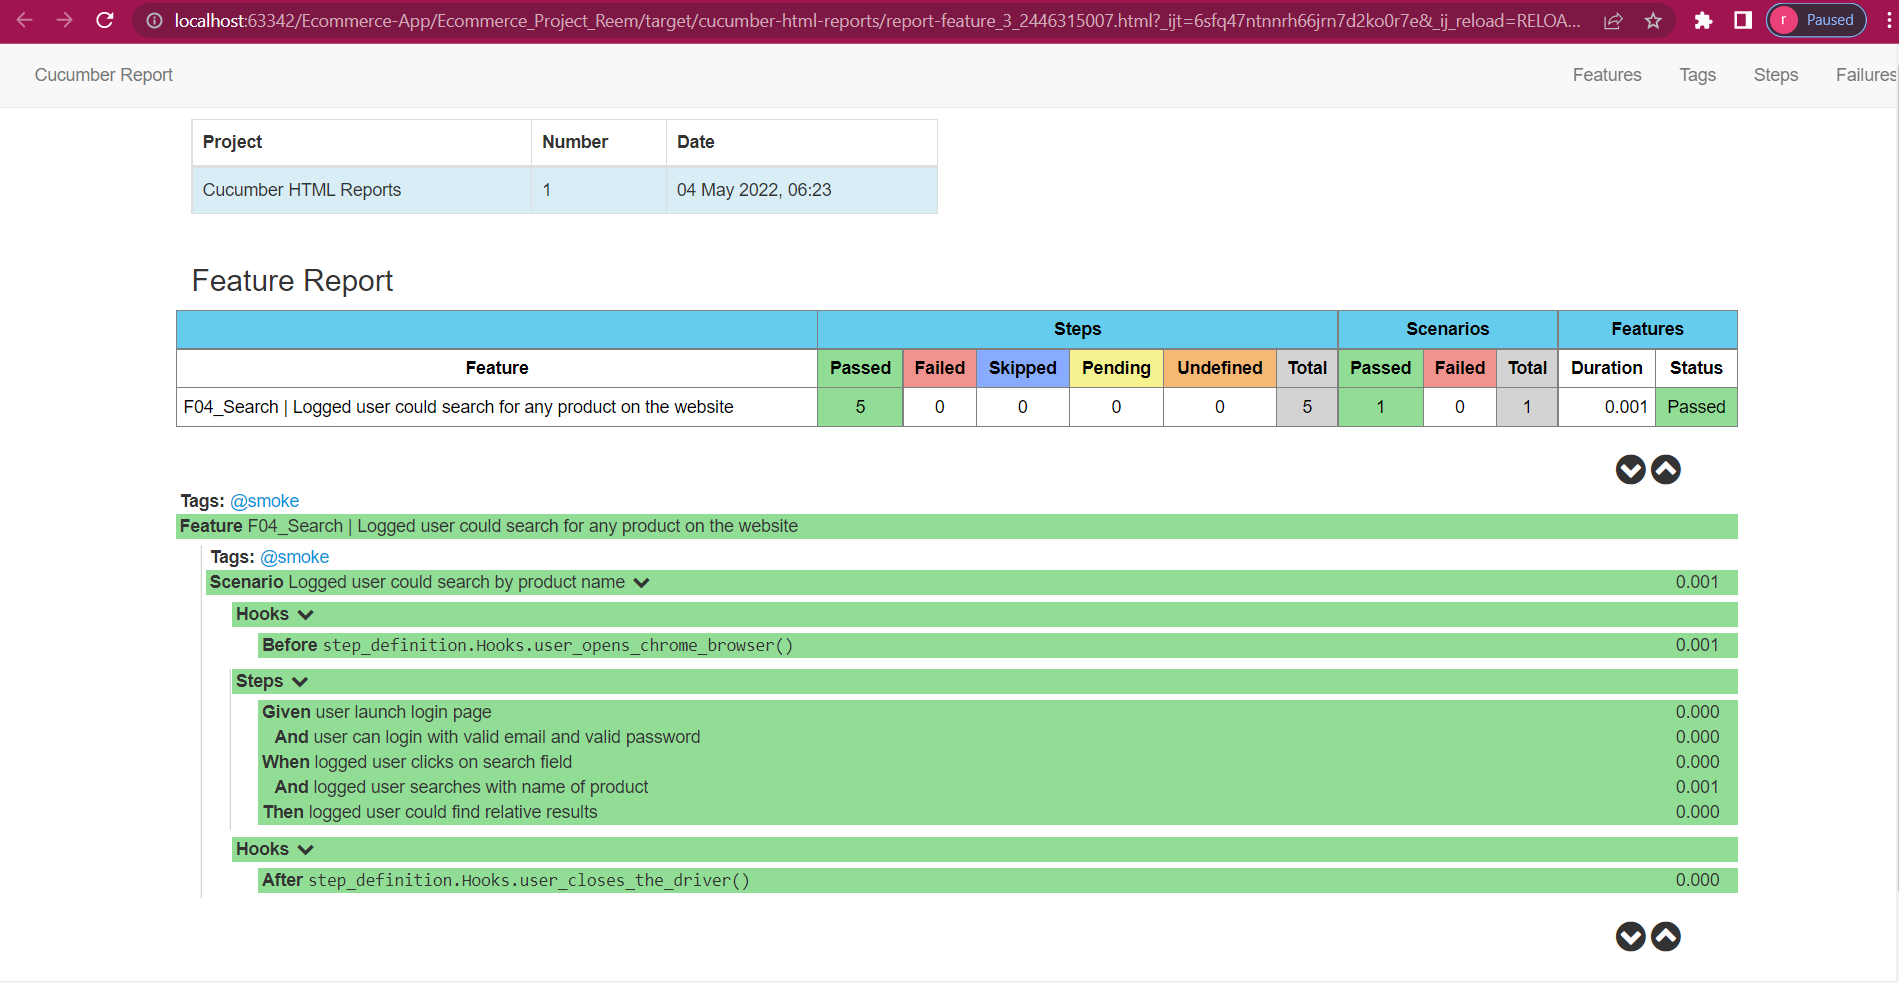 localhost:63342/Ecommerce-App/Ecommerce_Project_Reem/target/cucumber-html-reports/report-feature_3_2446315007.html?_ijt=6sfq47ntnnrh66jrn7d2ko0r7e&_ij_reload=RELOA... r Paused
Cucumber Report Features Tags Steps Failures
Project Number Date
Cucumber HTML Reports 1 04 May 2022, 06:23
Feature Report
Steps Scenarios Features
Feature Passed Failed Skipped Pending Undefined Total Passed Failed Total Duration Status
F04_Search | Logged user could search for any product on the website 5 0 0 0 0 5 1 0 1 0.001 Passed
Tags: @smoke
Feature F04_Search | Logged user could search for any product on the website
Tags: @smoke
Scenario Logged user could search by product name 0.001
Hooks
Before step_definition.Hooks.user_opens_chrome_browser() 0.001
Steps
Given user launch login page 0.000
And user can login with valid email and valid password 0.000
When logged user clicks on search field 0.000
And logged user searches with name of product 0.001
Then logged user could find relative results 0.000
Hooks
After step_definition.Hooks.user_closes_the_driver() 0.000